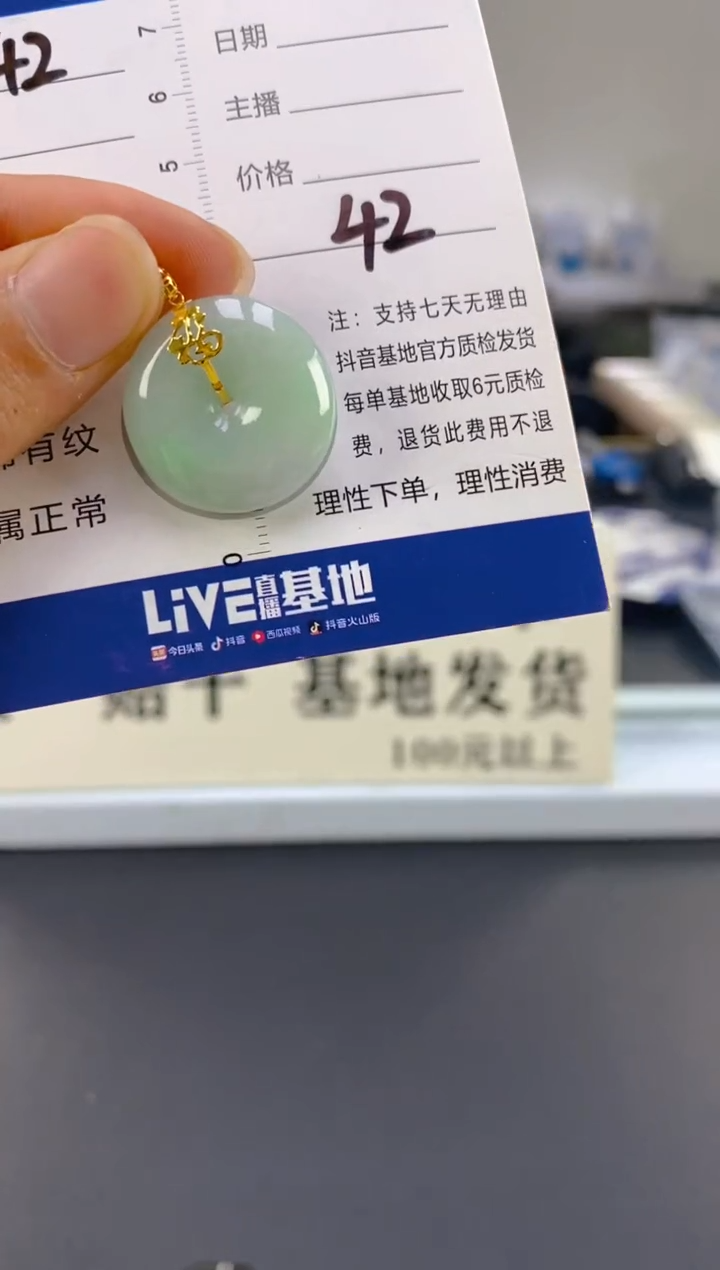 42
日期
主播
价格
42
7
6
5
0
注：支持七天无理由
抖音基地官方质检发货
每单基地收取6元质检
费，退货此费用不退
理性下单，理性消费
有纹
属正常
LIVE直播基地
今日头条 抖音 西瓜视频 抖音火山版
基地发货
100元以上